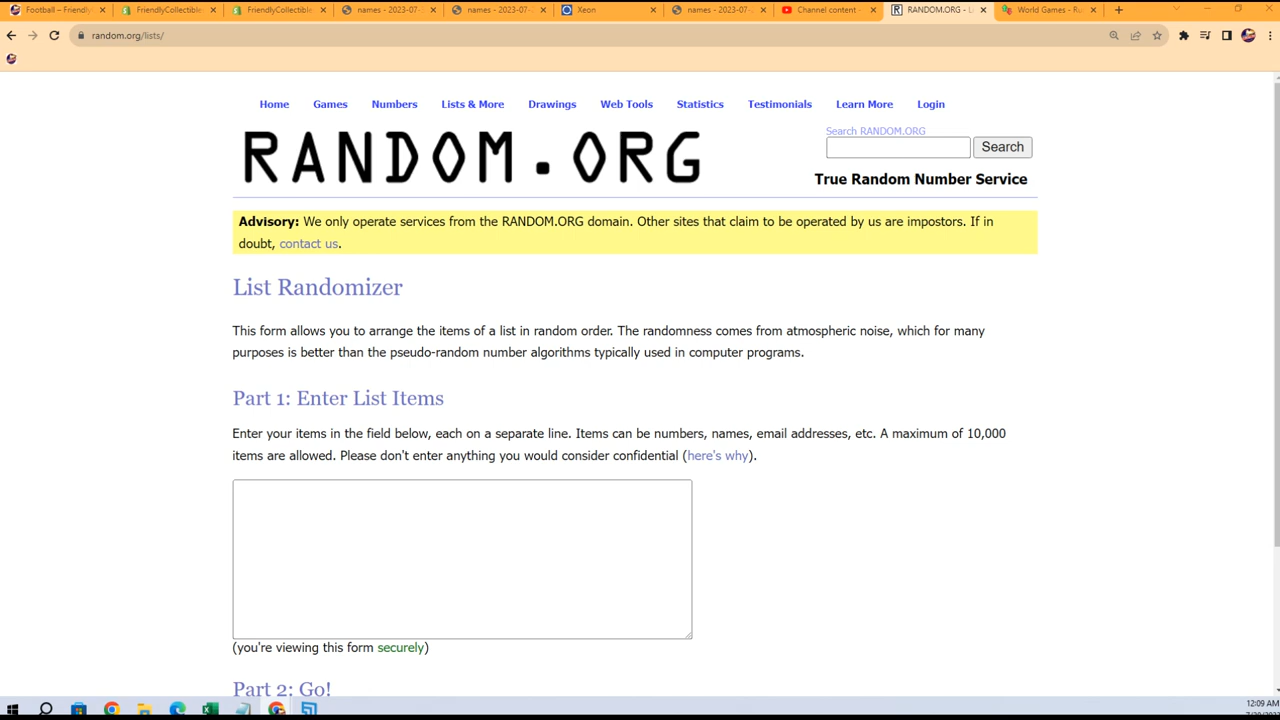 Football – Friendly
FriendlyCollectible
FriendlyCollectible
names - 2023-07-
names - 2023-07-
Xeon
names - 2023-07-
Channel content -
RANDOM.ORG - L
World Games - R
random.org/lists/
Home Games Numbers Lists & More Drawings Web Tools Statistics Testimonials Learn More Login
RANDOM.ORG
Search RANDOM.ORG
Search
True Random Number Service
Advisory: We only operate services from the RANDOM.ORG domain. Other sites that claim to be operated by us are impostors. If in
doubt, contact us.
List Randomizer
This form allows you to arrange the items of a list in random order. The randomness comes from atmospheric noise, which for many
purposes is better than the pseudo-random number algorithms typically used in computer programs.
Part 1: Enter List Items
Enter your items in the field below, each on a separate line. Items can be numbers, names, email addresses, etc. A maximum of 10,000
items are allowed. Please don't enter anything you would consider confidential (here's why).
(you're viewing this form securely)
Part 2: Go!
12:09 AM